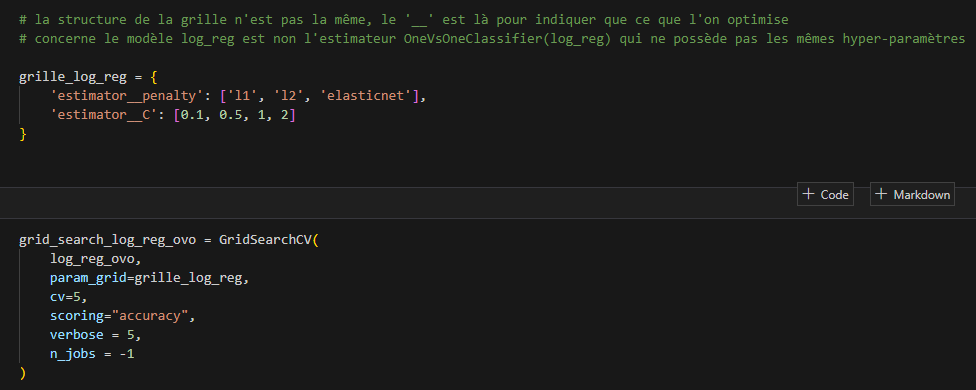 # la structure de la grille n'est pas la même, le '__' est là pour indiquer que ce que l'on optimise
# concerne le modèle log_reg est non l'estimateur OneVsOneClassifier(log_reg) qui ne possède pas les mêmes hyper-paramètres
grille_log_reg = {
    'estimator__penalty': ['l1', 'l2', 'elasticnet'],
    'estimator__C': [0.1, 0.5, 1, 2]
}
+ Code + Markdown
grid_search_log_reg_ovo = GridSearchCV(
    log_reg_ovo,
    param_grid=grille_log_reg,
    cv=5,
    scoring="accuracy",
    verbose = 5,
    n_jobs = -1
)